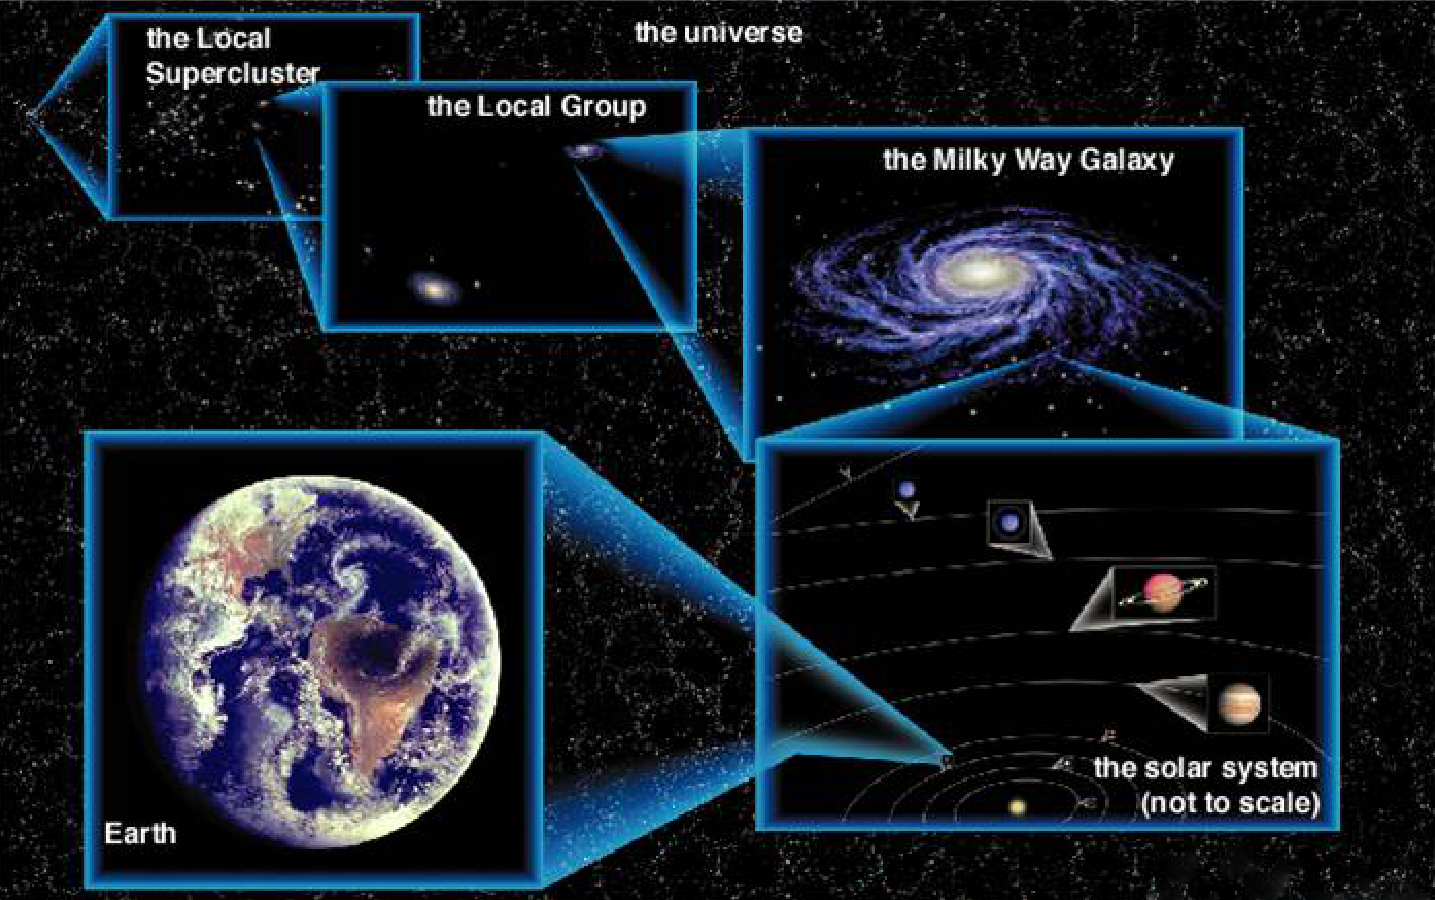 the universe
the Local
Supercluster
the Local Group
the Milky Way Galaxy
the solar system
(not to scale)
Earth